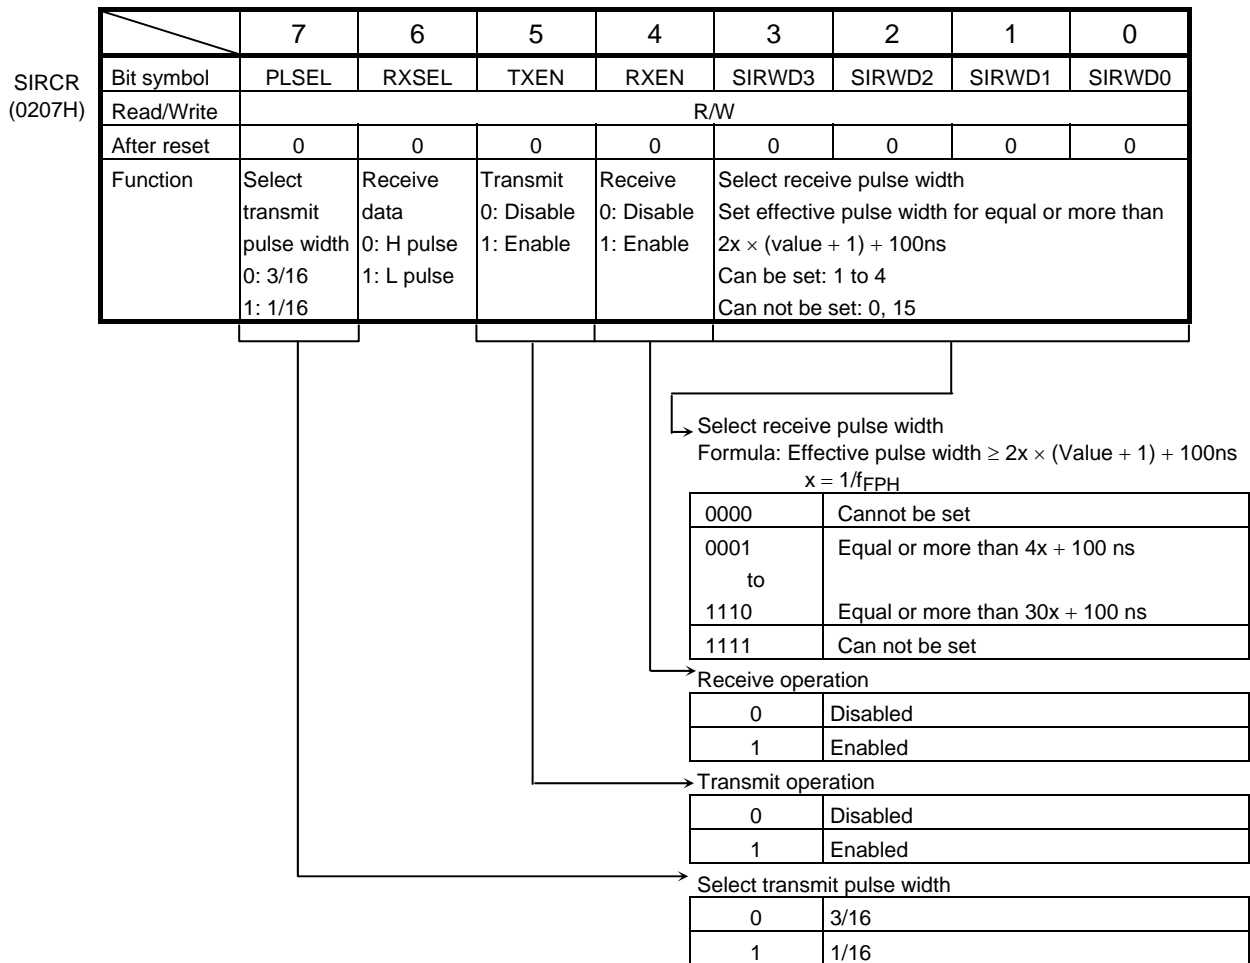 7 6 5 4 3 2 1 0
SIRCR
(0207H)
Bit symbol PLSEL RXSEL TXEN RXEN SIRWD3 SIRWD2 SIRWD1 SIRWD0
Read/Write R/W
After reset 0 0 0 0 0 0 0 0
Function
Select
transmit
pulse width
0: 3/16
1: 1/16
Receive
data
0: H pulse
1: L pulse
Transmit
0: Disable
1: Enable
Receive
0: Disable
1: Enable
Select receive pulse width
Set effective pulse width for equal or more than
2x × (value + 1) + 100ns
Can be set: 1 to 4
Can not be set: 0, 15
Select receive pulse width
Formula: Effective pulse width ≥ 2x × (Value + 1) + 100ns
x = 1/fFPH
0000 Cannot be set
0001 Equal or more than 4x + 100 ns
to
1110 Equal or more than 30x + 100 ns
1111 Can not be set
Receive operation
0 Disabled
1 Enabled
Transmit operation
0 Disabled
1 Enabled
Select transmit pulse width
0 3/16
1 1/16